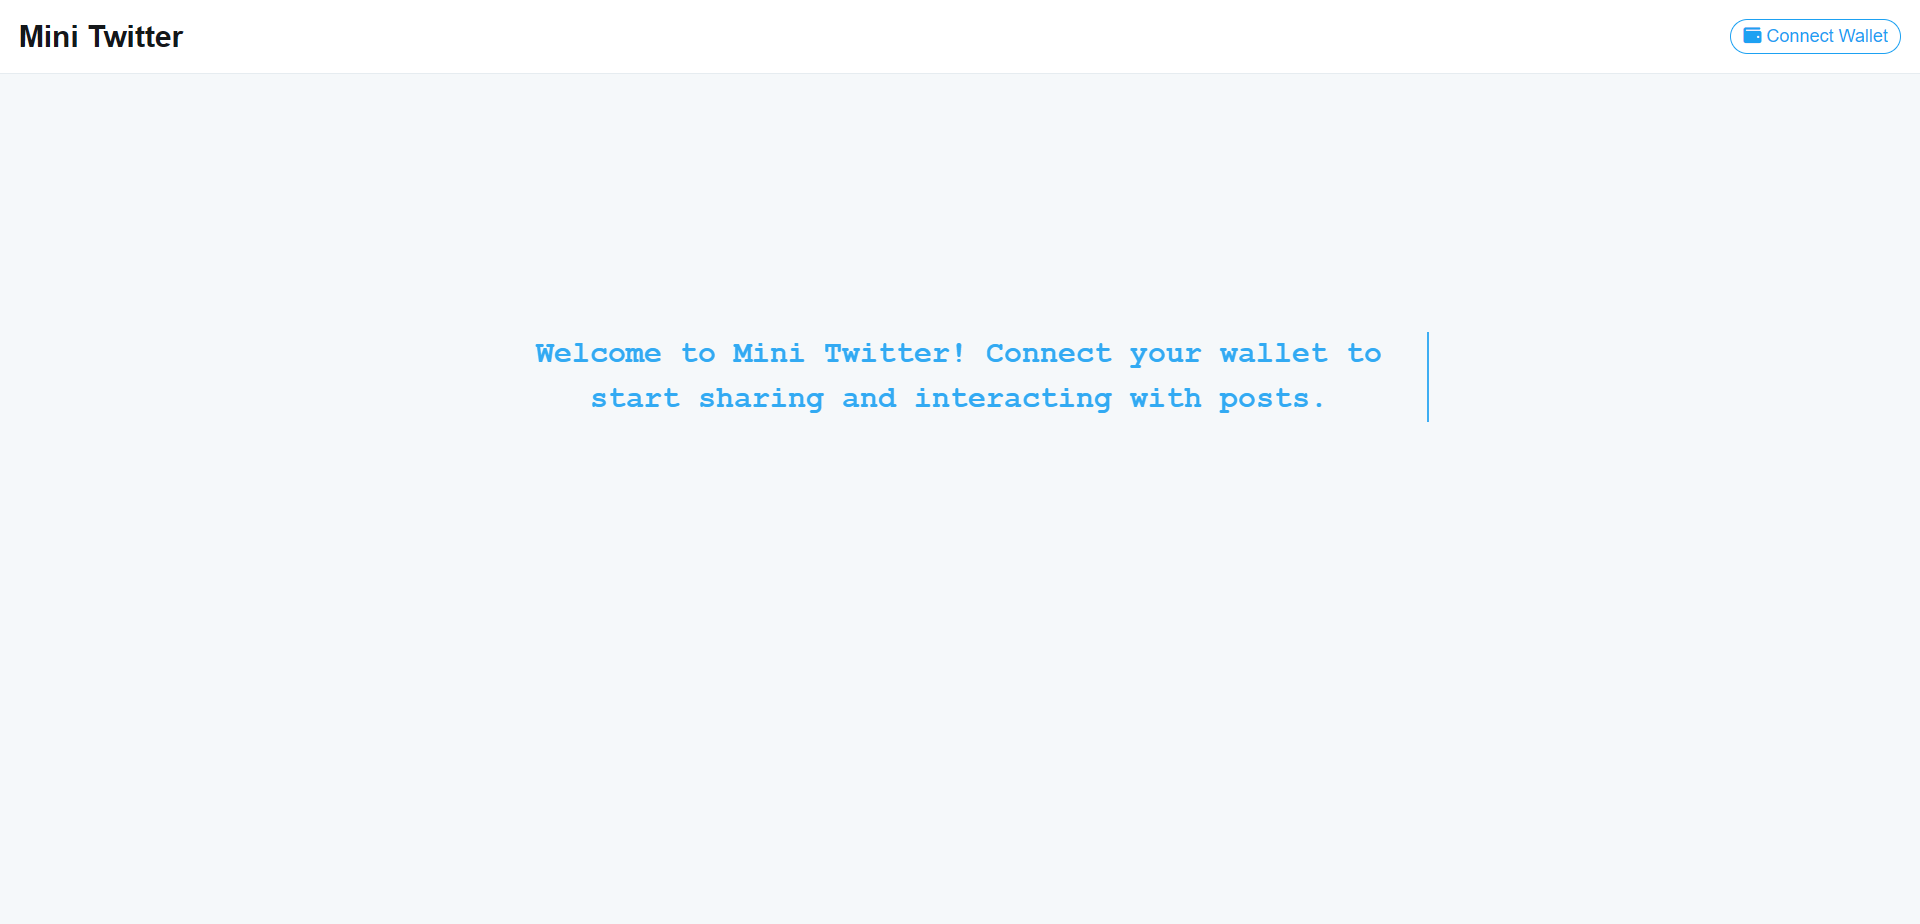 Mini Twitter
Connect Wallet
Welcome to Mini Twitter! Connect your wallet to
start sharing and interacting with posts.